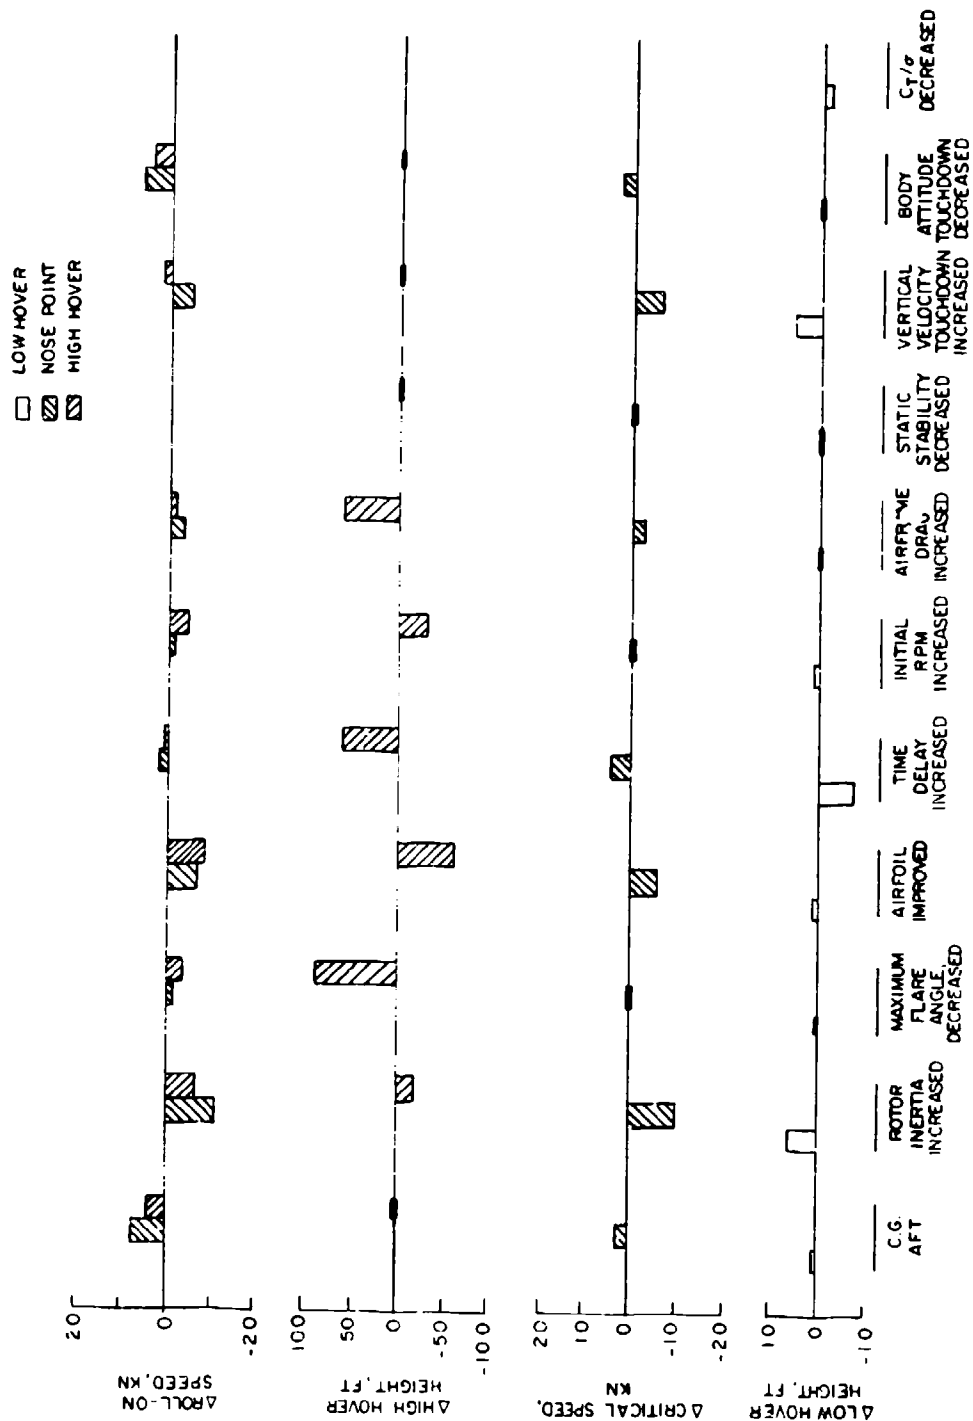 LOW HOVER
NOSE POINT
HIGH HOVER
20
0
-20
ΔROLL-ON
SPEED, KN
100
50
0
-50
-100
ΔHIGH HOVER
HEIGHT, FT
20
0
-20
ΔCRITICAL SPEED,
KN
10
0
-10
ΔLOW HOVER
HEIGHT, FT
C.G.
AFT
ROTOR
INERTIA
INCREASED
MAXIMUM
FLARE
ANGLE,
DECREASED
AIRFOIL
IMPROVED
TIME
DELAY
INCREASED
INITIAL
RPM
INCREASED
AIRFRAME
DRAG
INCREASED
STATIC
STABILITY
DECREASED
VERTICAL
VELOCITY
TOUCHDOWN
INCREASED
BODY
ATTITUDE
TOUCHDOWN
DECREASED
CT/σ
DECREASED